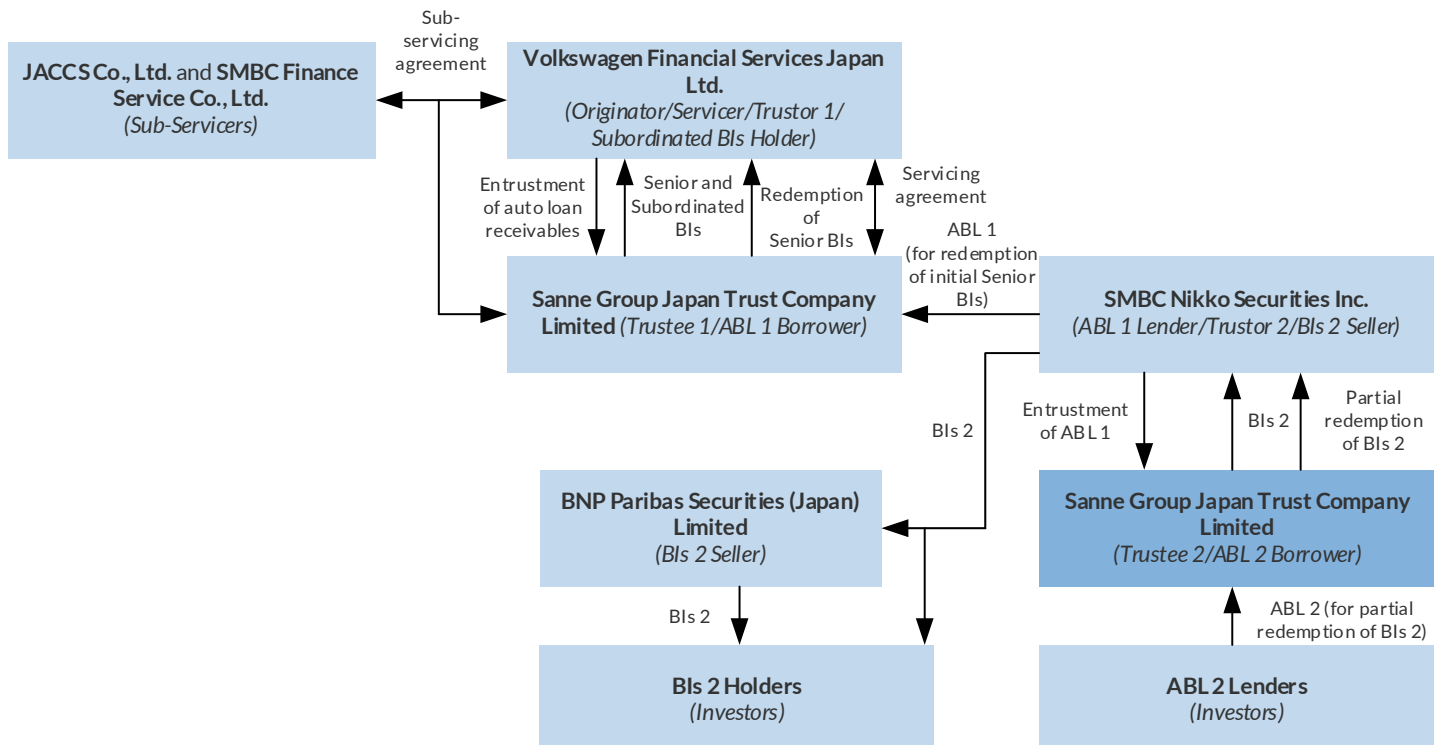 Sub-
servicing
agreement
JACCS Co., Ltd. and SMBC Finance
Service Co., Ltd.
(Sub-Servicers)
Volkswagen Financial Services Japan
Ltd.
(Originator/Servicer/Trustor 1/
Subordinated BIs Holder)
Entrustment
of auto loan
receivables
Senior and
Subordinated
BIs
Redemption
of
Senior BIs
Servicing
agreement
ABL 1
(for redemption
of initial Senior
BIs)
Sanne Group Japan Trust Company
Limited (Trustee 1/ABL 1 Borrower)
SMBC Nikko Securities Inc.
(ABL 1 Lender/Trustor 2/BIs 2 Seller)
BIs 2
Entrustment
of ABL 1
BIs 2
Partial
redemption
of BIs 2
BNP Paribas Securities (Japan)
Limited
(BIs 2 Seller)
Sanne Group Japan Trust Company
Limited
(Trustee 2/ABL 2 Borrower)
BIs 2
ABL 2 (for partial
redemption of BIs 2)
BIs 2 Holders
(Investors)
ABL 2 Lenders
(Investors)